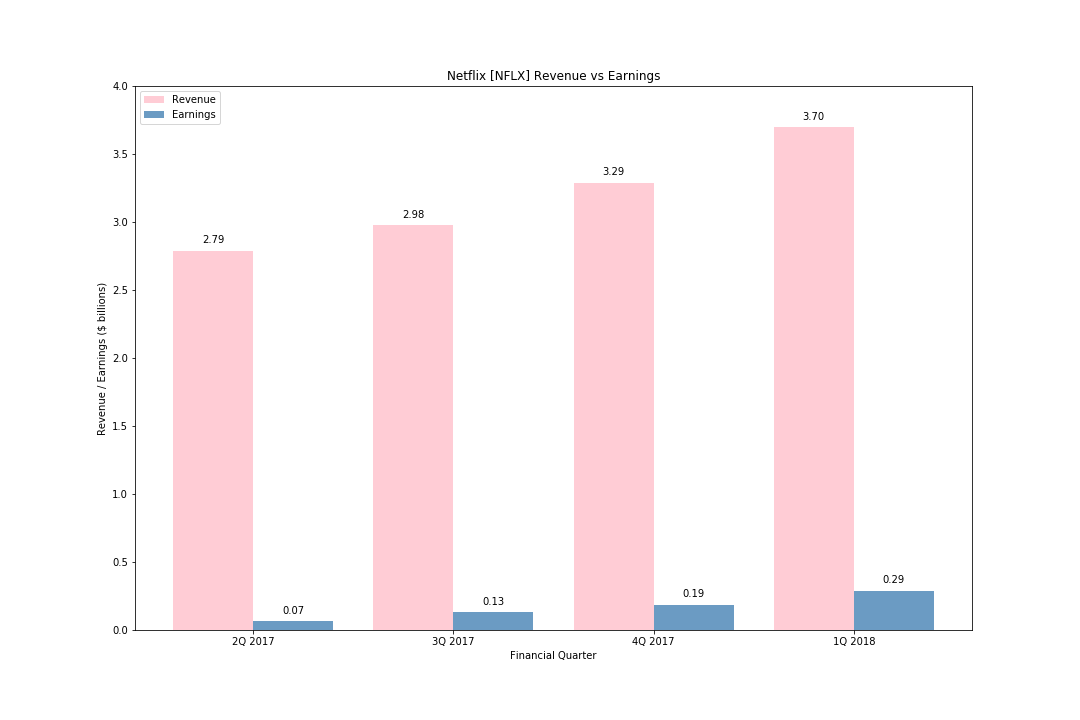 Netflix [NFLX] Revenue vs Earnings
4.0
3.5
3.0
2.5
2.0
1.5
1.0
0.5
0.0
Revenue / Earnings ($ billions)
Revenue
Earnings
2.79
2.98
3.29
3.70
0.07
0.13
0.19
0.29
2Q 2017
3Q 2017
4Q 2017
1Q 2018
Financial Quarter